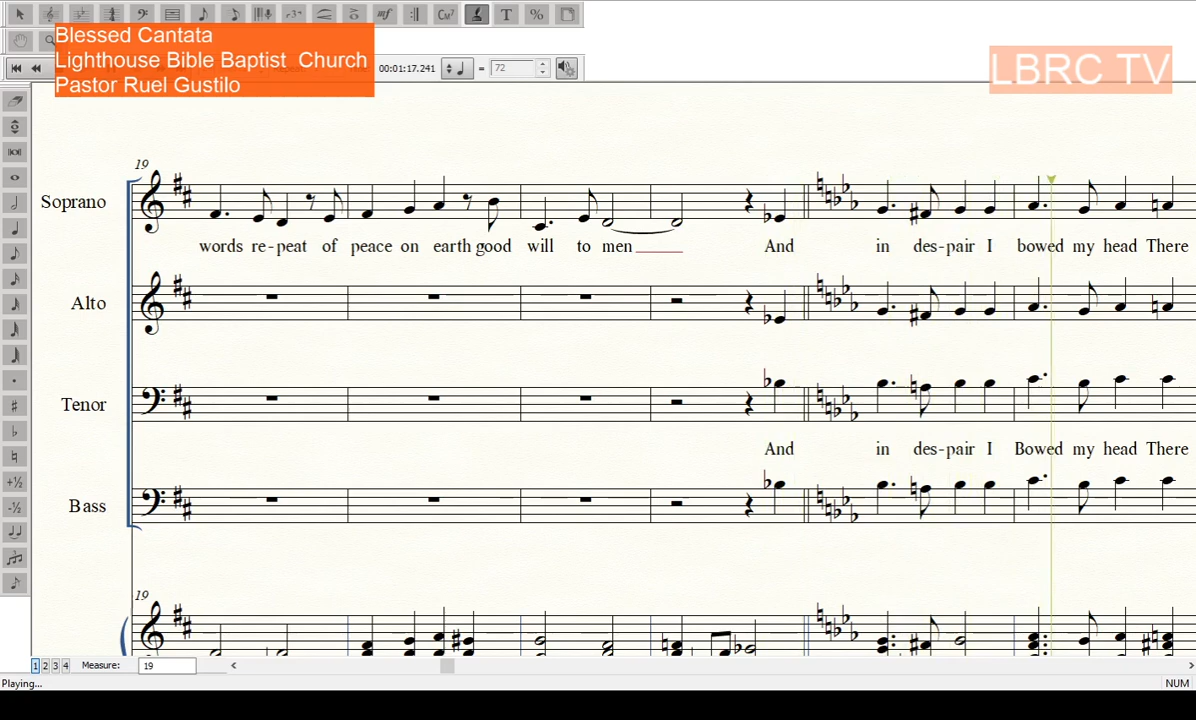 Blessed Cantata
Lighthouse Bible Baptist Church
Pastor Ruel Gustilo
LBRC TV
00:01:17.241
= 72
19
Soprano
words re-peat of peace on earth good will to men____ And in des-pair I bowed my head There
Alto
Tenor
And in des-pair I Bowed my head There
Bass
19
1 2 3 4 Measure: 19
Playing...
NUM